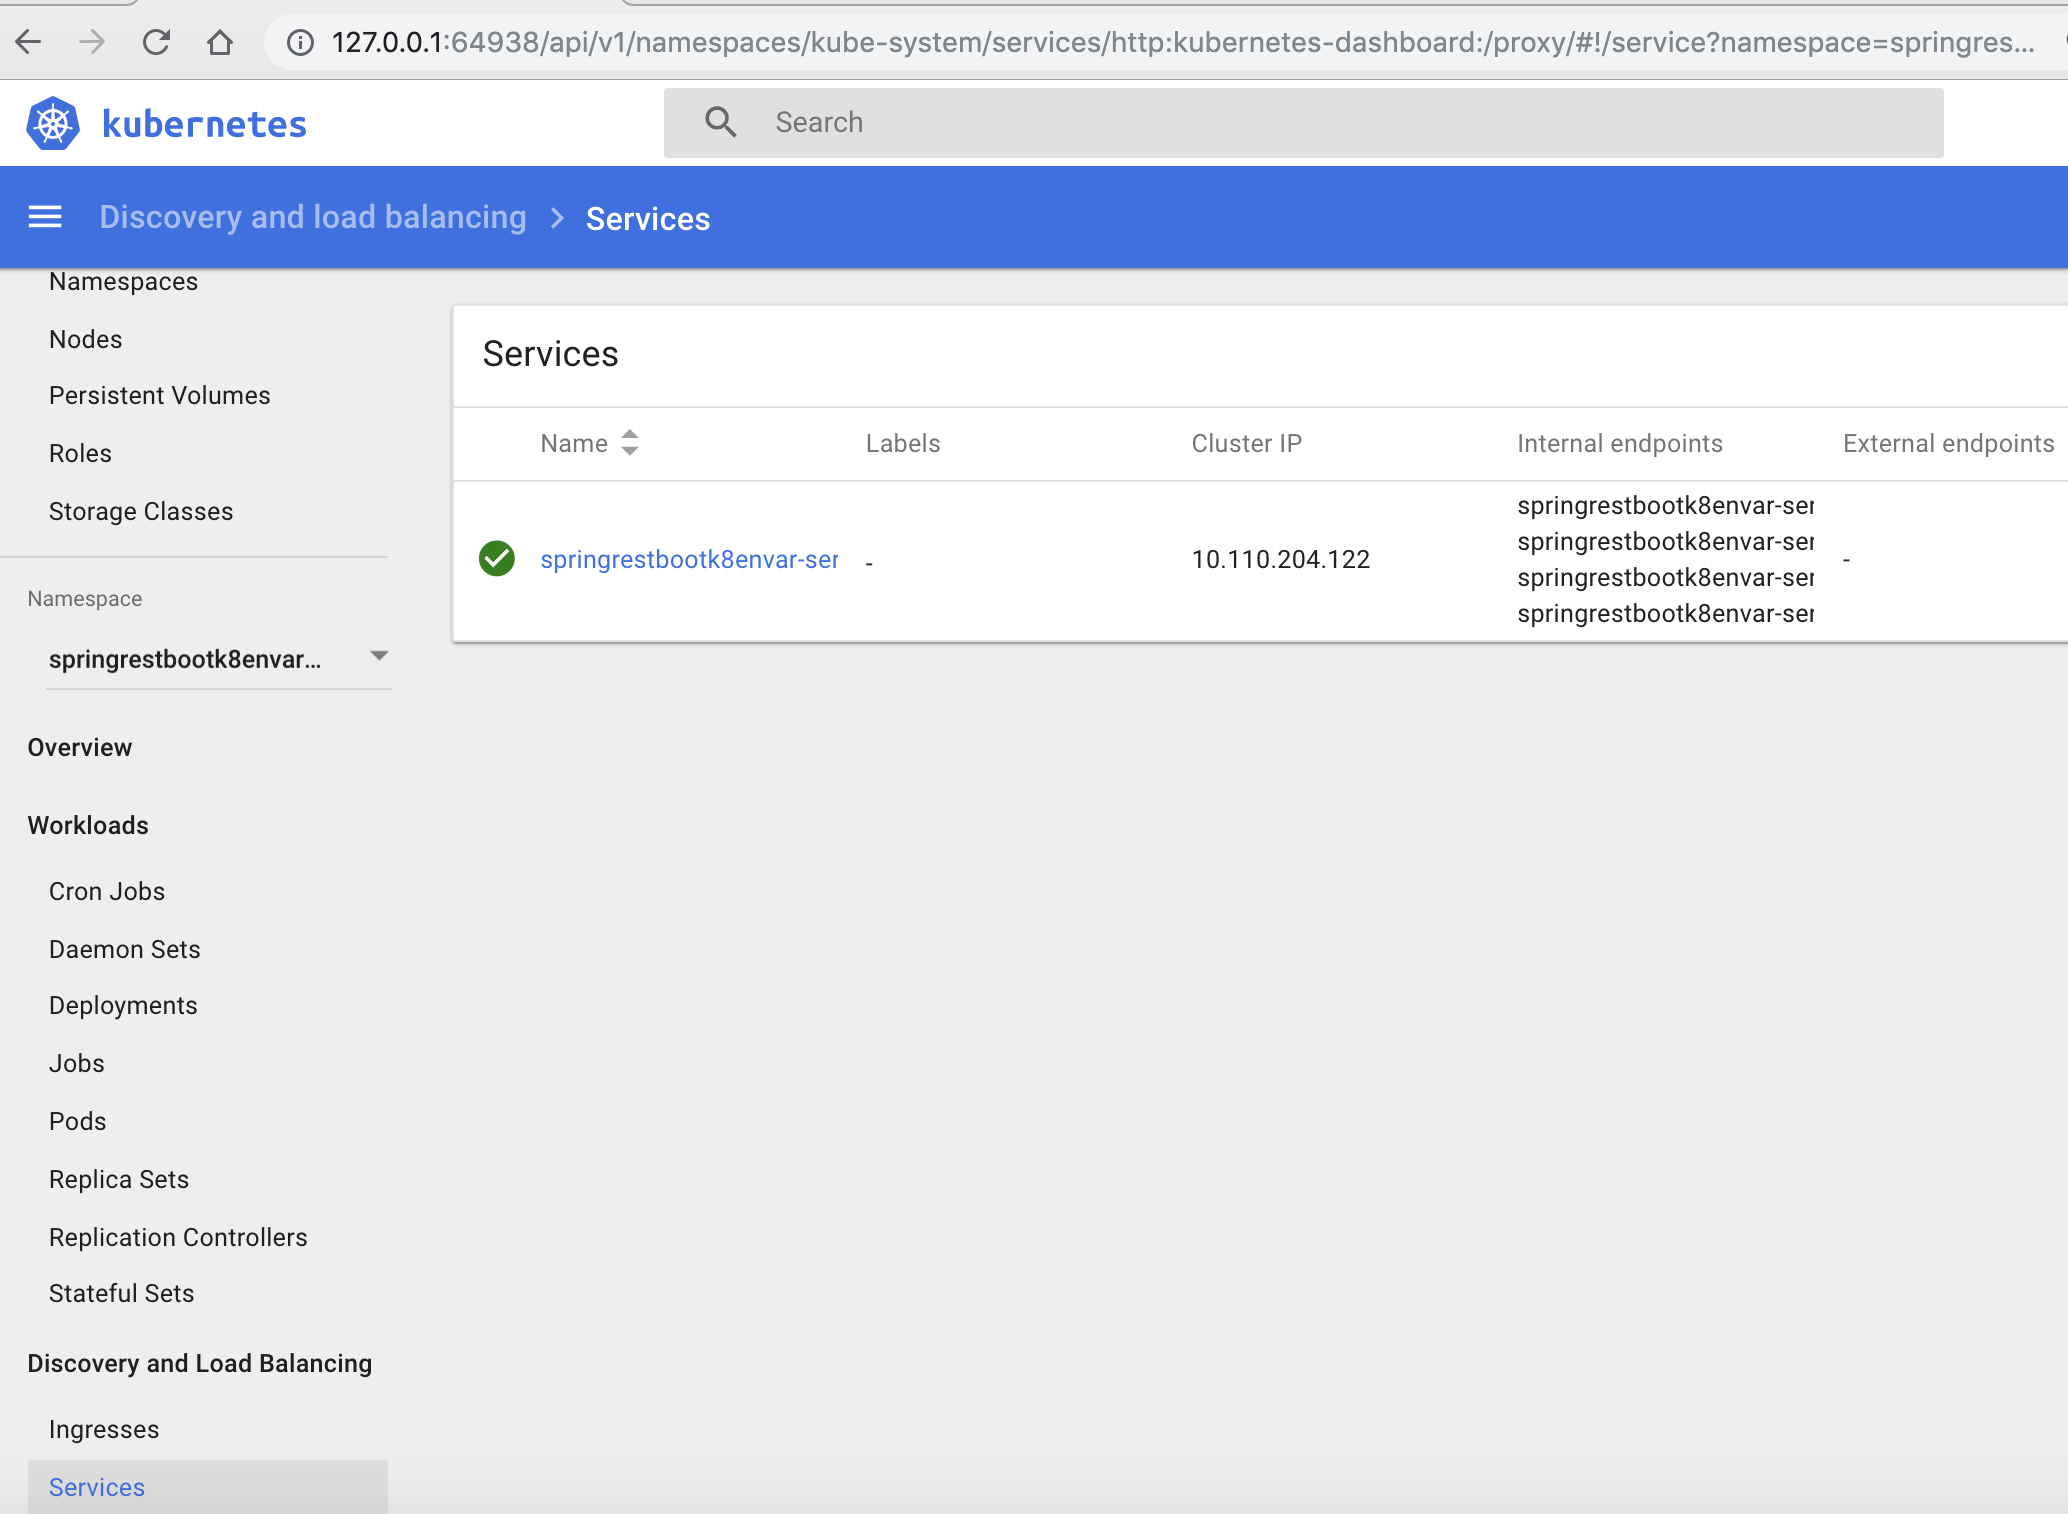 127.0.0.1:64938/api/v1/namespaces/kube-system/services/http:kubernetes-dashboard:/proxy/#!/service?namespace=springres...
kubernetes
Search
Discovery and load balancing > Services
Namespaces
Nodes
Persistent Volumes
Roles
Storage Classes
Namespace
springrestbootk8envar...
Overview
Workloads
Cron Jobs
Daemon Sets
Deployments
Jobs
Pods
Replica Sets
Replication Controllers
Stateful Sets
Discovery and Load Balancing
Ingresses
Services
Services
Name Labels Cluster IP Internal endpoints External endpoints
springrestbootk8envar-ser - 10.110.204.122 springrestbootk8envar-ser -
springrestbootk8envar-ser
springrestbootk8envar-ser
springrestbootk8envar-ser